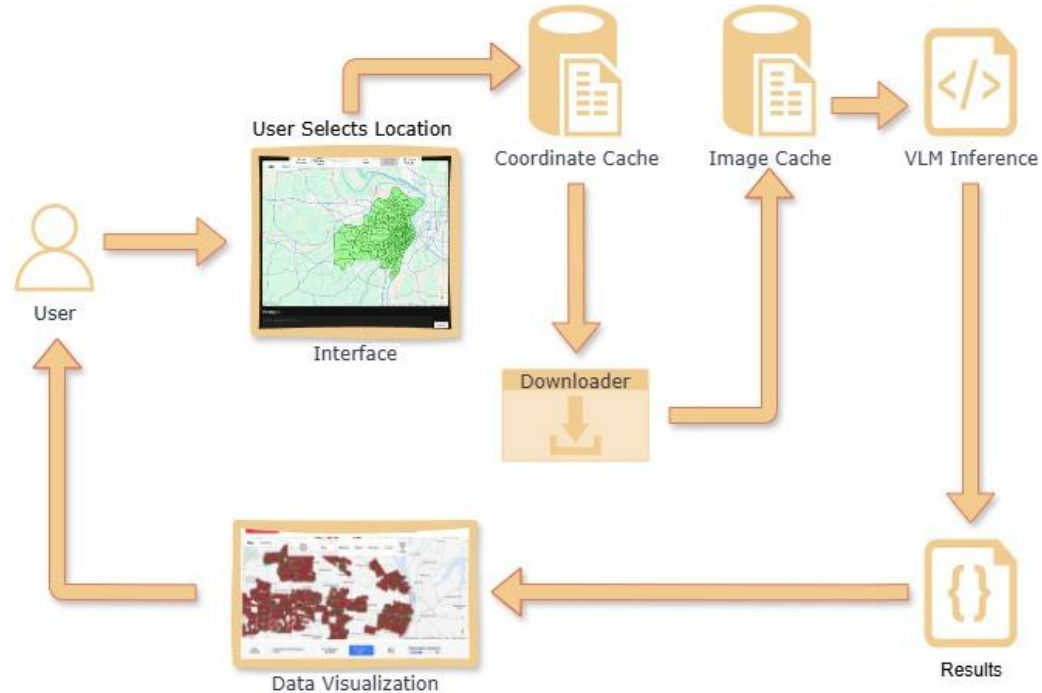 User Selects Location
Coordinate Cache
Image Cache
VLM Inference
User
Interface
Downloader
Data Visualization
Results